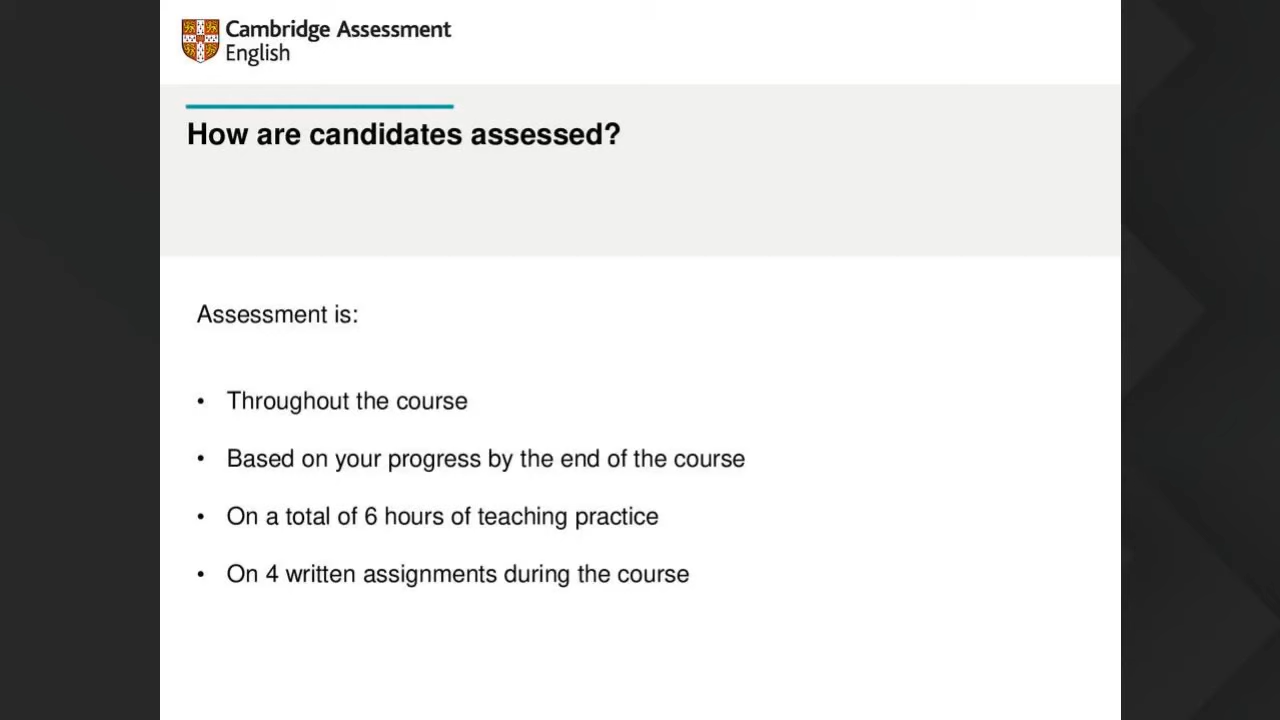 Cambridge Assessment
English
How are candidates assessed?
Assessment is:
• Throughout the course
• Based on your progress by the end of the course
• On a total of 6 hours of teaching practice
• On 4 written assignments during the course